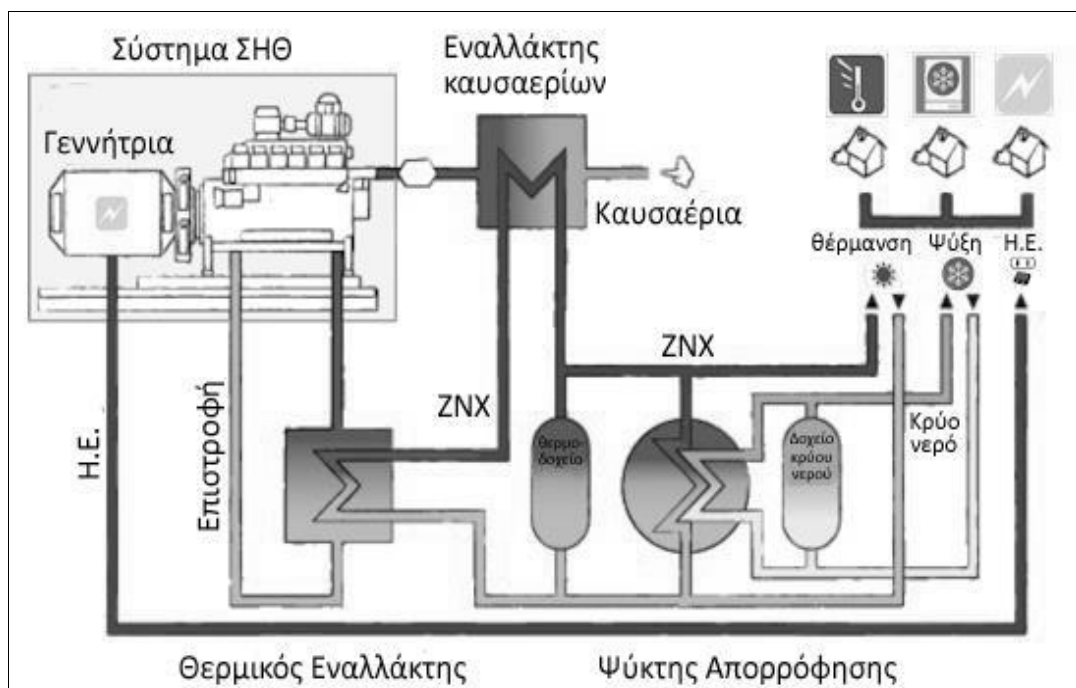 Σύστημα ΣΗΘ
Εναλλάκτης
καυσαερίων
Γεννήτρια
Καυσαέρια
θέρμανση
Ψύξη
Η.Ε.
ΖΝΧ
ΖΝΧ
Επιστροφή
Η.Ε.
θερμο-
δοχείο
Δοχείο
κρύου
νερού
Κρύο
νερό
Θερμικός Εναλλάκτης
Ψύκτης Απορρόφησης